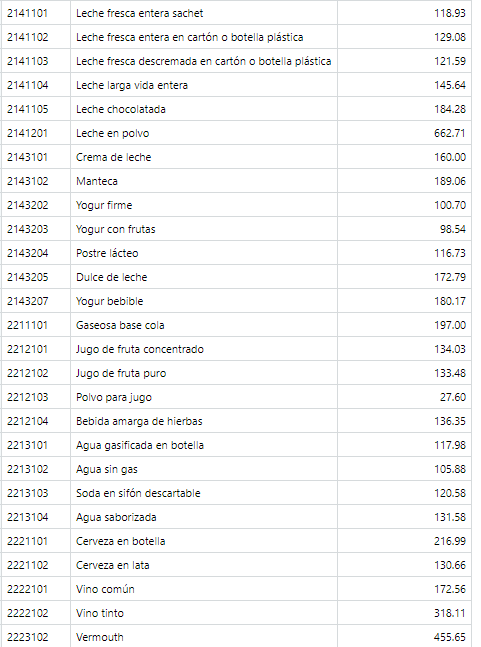 2141101 Leche fresca entera sachet 118.93
2141102 Leche fresca entera en cartón o botella plástica 129.08
2141103 Leche fresca descremada en cartón o botella plástica 121.59
2141104 Leche larga vida entera 145.64
2141105 Leche chocolatada 184.28
2141201 Leche en polvo 662.71
2143101 Crema de leche 160.00
2143102 Manteca 189.06
2143202 Yogur firme 100.70
2143203 Yogur con frutas 98.54
2143204 Postre lácteo 116.73
2143205 Dulce de leche 172.79
2143207 Yogur bebible 180.17
2211101 Gaseosa base cola 197.00
2212101 Jugo de fruta concentrado 134.03
2212102 Jugo de fruta puro 133.48
2212103 Polvo para jugo 27.60
2212104 Bebida amarga de hierbas 136.35
2213101 Agua gasificada en botella 117.98
2213102 Agua sin gas 105.88
2213103 Soda en sifón descartable 120.58
2213104 Agua saborizada 131.58
2221101 Cerveza en botella 216.99
2221102 Cerveza en lata 130.66
2222101 Vino común 172.56
2222102 Vino tinto 318.11
2223102 Vermouth 455.65